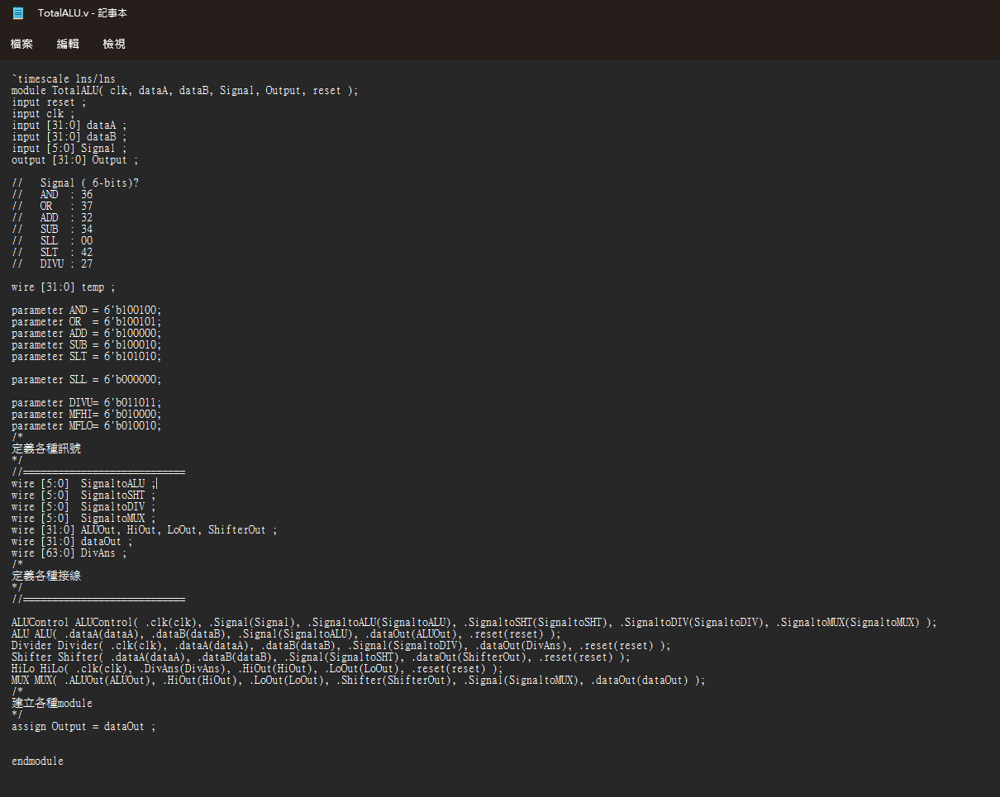 TotalALU.v - 記事本
檔案 編輯 檢視
`timescale 1ns/1ns
module TotalALU( clk, dataA, dataB, Signal, Output, reset );
input reset ;
input clk ;
input [31:0] dataA ;
input [31:0] dataB ;
input [5:0] Signal ;
output [31:0] Output ;
//   Signal ( 6-bits)?
//   AND  : 36
//   OR   : 37
//   ADD  : 32
//   SUB  : 34
//   SLL  : 00
//   SLT  : 42
//   DIVU : 27
wire [31:0] temp ;
parameter AND = 6'b100100;
parameter OR  = 6'b100101;
parameter ADD = 6'b100000;
parameter SUB = 6'b100010;
parameter SLT = 6'b101010;
parameter SLL = 6'b000000;
parameter DIVU= 6'b011011;
parameter MFHI= 6'b010000;
parameter MFLO= 6'b010010;
/*
定義各種訊號
*/
//============================
wire [5:0]  SignaltoALU ;
wire [5:0]  SignaltoSHT ;
wire [5:0]  SignaltoDIV ;
wire [5:0]  SignaltoMUX ;
wire [31:0] ALUOut, HiOut, LoOut, ShifterOut ;
wire [31:0] dataOut ;
wire [63:0] DivAns ;
/*
定義各種接線
*/
//============================
ALUControl ALUControl( .clk(clk), .Signal(Signal), .SignaltoALU(SignaltoALU), .SignaltoSHT(SignaltoSHT), .SignaltoDIV(SignaltoDIV), .SignaltoMUX(SignaltoMUX) );
ALU ALU( .dataA(dataA), .dataB(dataB), .Signal(SignaltoALU), .dataOut(ALUOut), .reset(reset) );
Divider Divider( .clk(clk), .dataA(dataA), .dataB(dataB), .Signal(SignaltoDIV), .dataOut(DivAns), .reset(reset) );
Shifter Shifter( .dataA(dataA), .dataB(dataB), .Signal(SignaltoSHT), .dataOut(ShifterOut), .reset(reset) );
HiLo HiLo( .clk(clk), .DivAns(DivAns), .HiOut(HiOut), .LoOut(LoOut), .reset(reset) );
MUX MUX( .ALUOut(ALUOut), .HiOut(HiOut), .LoOut(LoOut), .Shifter(ShifterOut), .Signal(SignaltoMUX), .dataOut(dataOut) );
/*
建立各種module
*/
assign Output = dataOut ;
endmodule